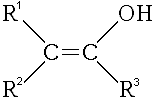 R¹ OH
C=C
R² R³